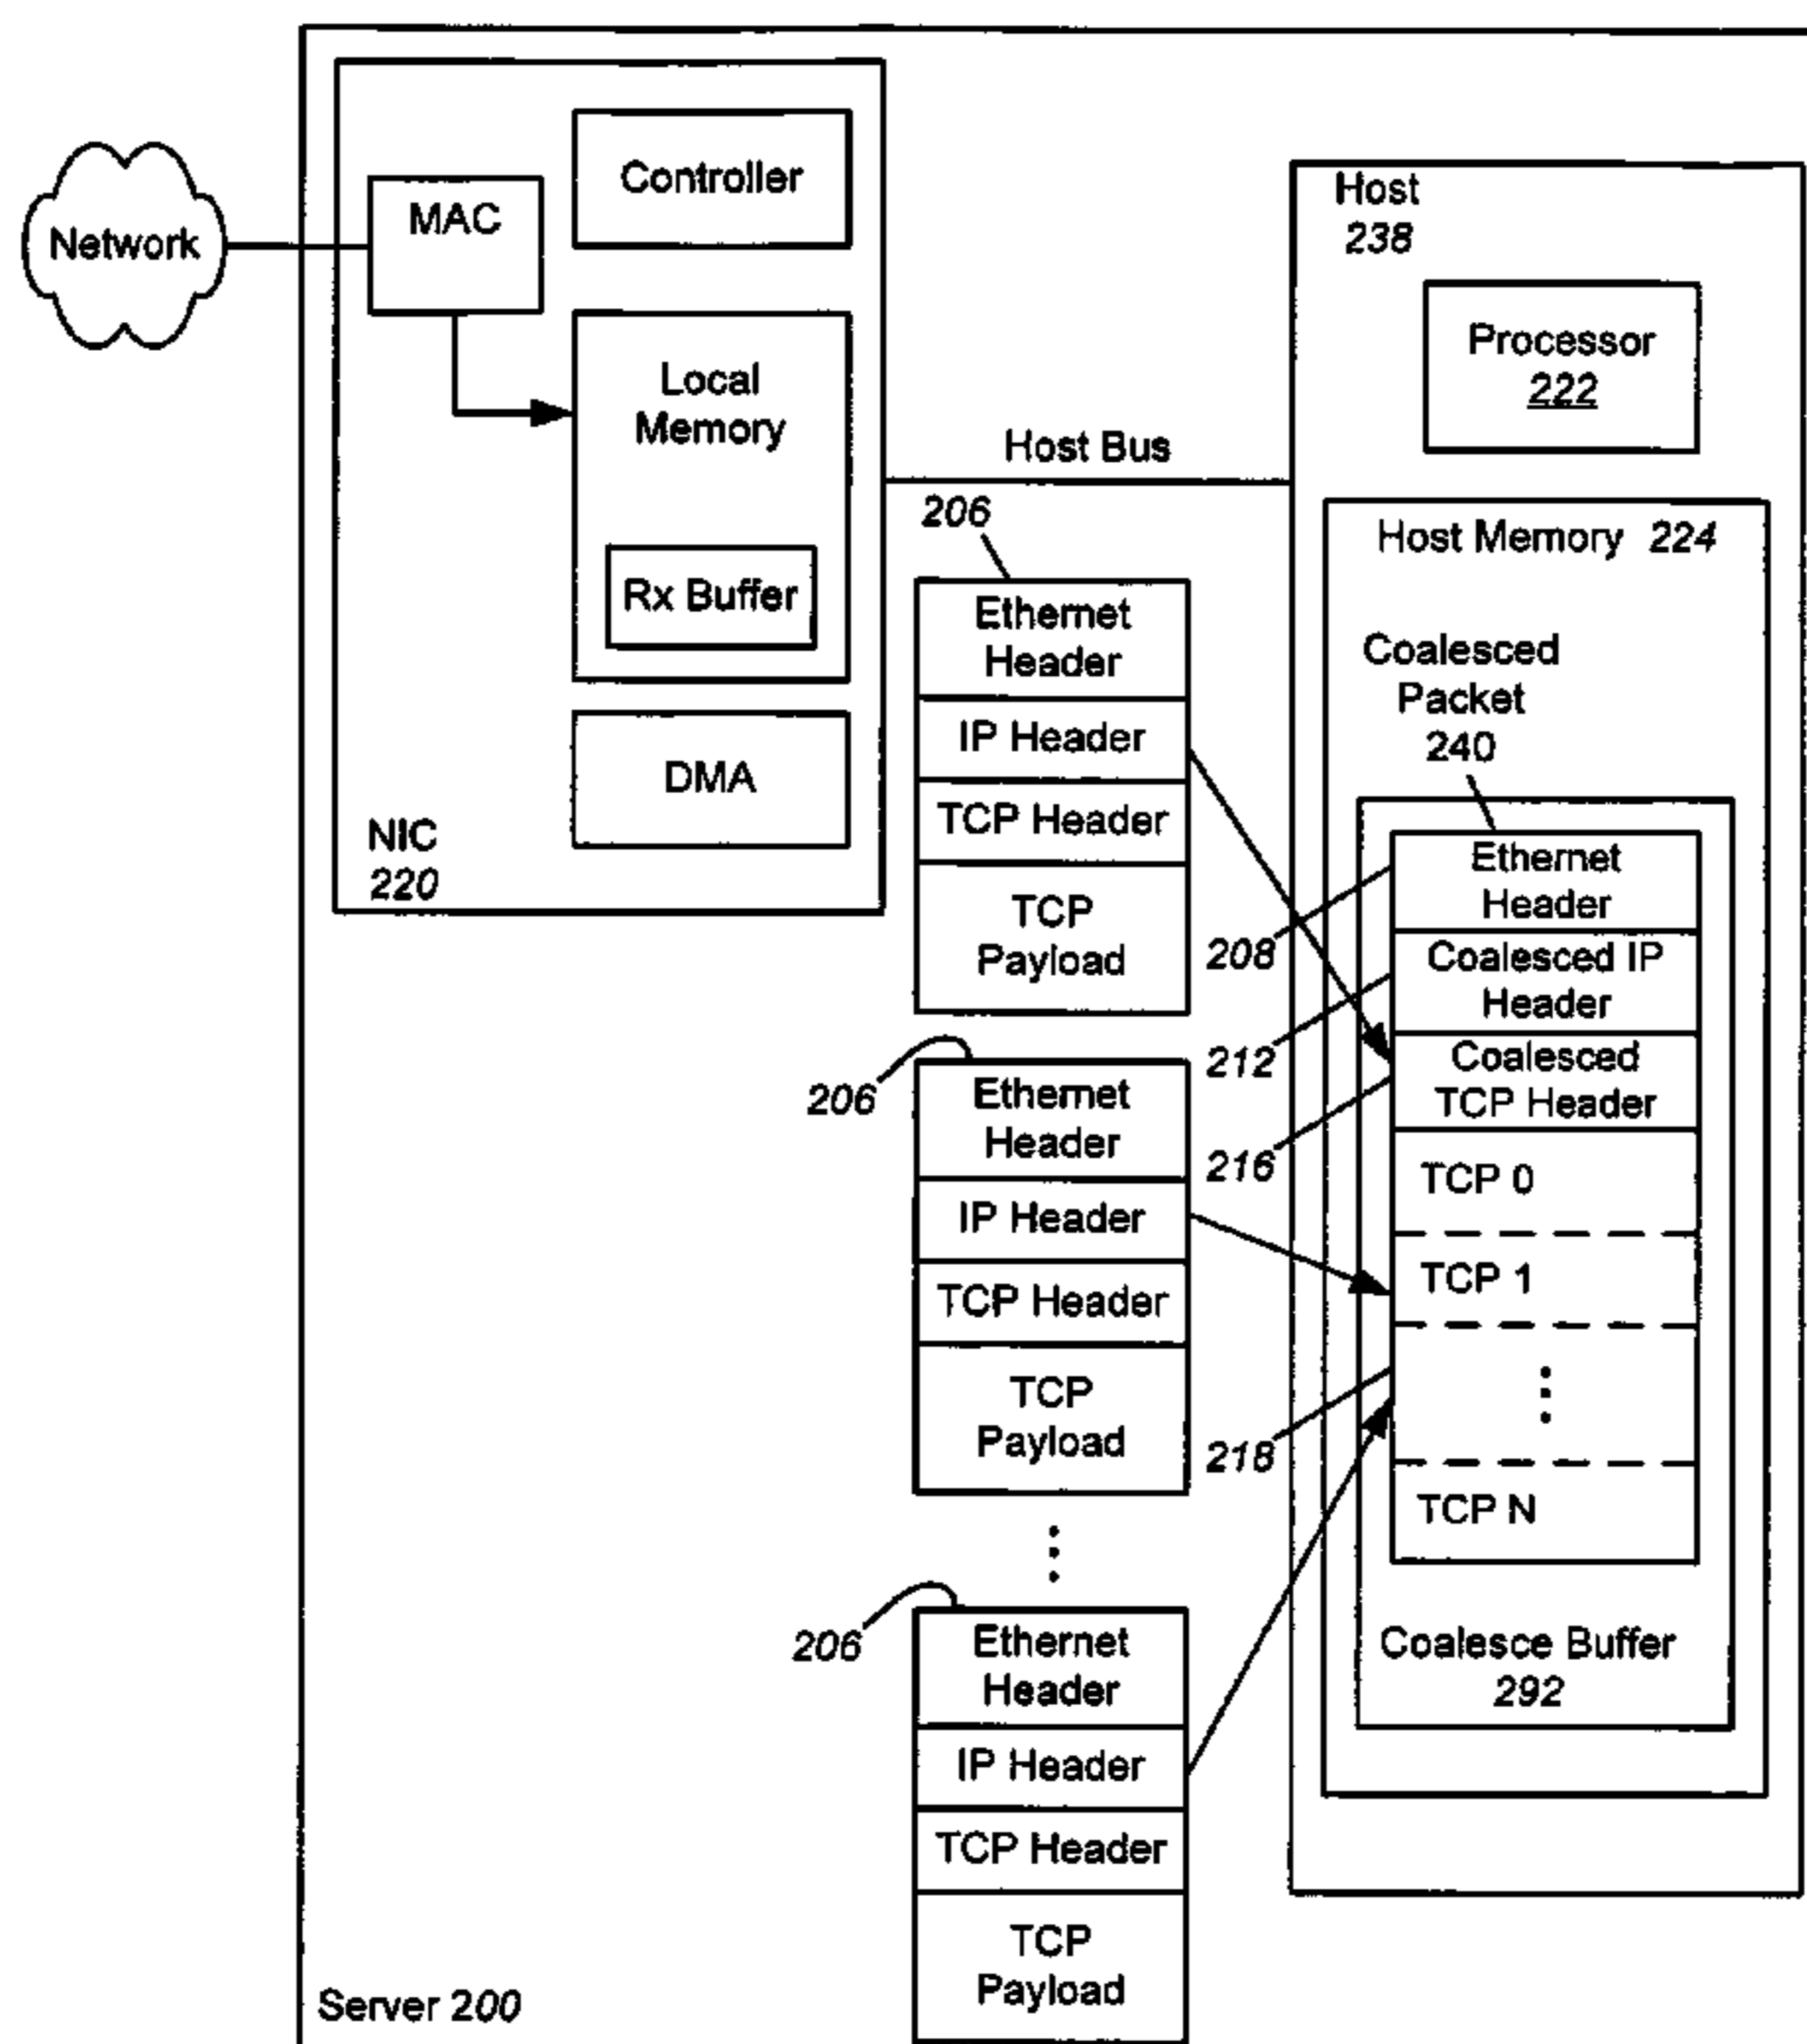 Network
MAC
Controller
Local
Memory
Rx Buffer
DMA
NIC
220
Host Bus
206
Ethernet
Header
IP Header
TCP Header
TCP
Payload
206
Ethernet
Header
IP Header
TCP Header
TCP
Payload
206
Ethernet
Header
IP Header
TCP Header
TCP
Payload
Host
238
Processor
222
Host Memory 224
Coalesced
Packet
240
Ethernet
Header
208
Coalesced IP
Header
212
Coalesced
TCP Header
216
TCP 0
TCP 1
218
TCP N
Coalesce Buffer
292
Server 200